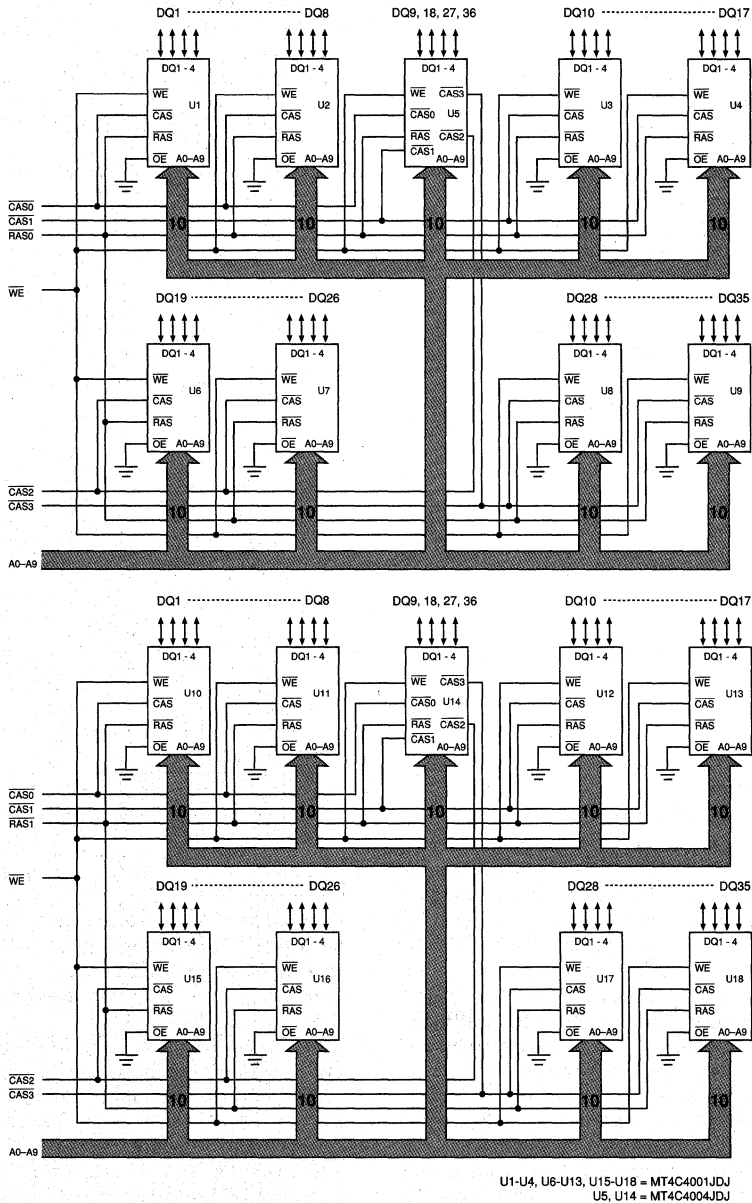 DQ1 ---------------- DQ8 DQ9, 18, 27, 36 DQ10 ---------------- DQ17
DQ1 - 4 DQ1 - 4 DQ1 - 4 DQ1 - 4 DQ1 - 4
WE WE WE CAS3 WE WE
U1 U2 U5 U3 U4
CAS CAS CAS0 CAS CAS
RAS RAS RAS CAS2 RAS RAS
CAS1
OE A0–A9 OE A0–A9 A0–A9 OE A0–A9 OE A0–A9
CAS0
CAS1
RAS0
10 10 10 10
WE
DQ19 ---------------- DQ26 DQ28 ---------------- DQ35
DQ1 - 4 DQ1 - 4 DQ1 - 4 DQ1 - 4
WE WE WE WE
U6 U7 U8 U9
CAS CAS CAS CAS
RAS RAS RAS RAS
OE A0–A9 OE A0–A9 OE A0–A9 OE A0–A9
CAS2
CAS3
10 10 10 10
A0–A9
DQ1 ---------------- DQ8 DQ9, 18, 27, 36 DQ10 ---------------- DQ17
DQ1 - 4 DQ1 - 4 DQ1 - 4 DQ1 - 4 DQ1 - 4
WE WE WE CAS3 WE WE
U10 U11 U14 U12 U13
CAS CAS CAS0 CAS CAS
RAS RAS RAS CAS2 RAS RAS
CAS1
OE A0–A9 OE A0–A9 A0–A9 OE A0–A9 OE A0–A9
CAS0
CAS1
RAS1
10 10 10 10
WE
DQ19 ---------------- DQ26 DQ28 ---------------- DQ35
DQ1 - 4 DQ1 - 4 DQ1 - 4 DQ1 - 4
WE WE WE WE
U15 U16 U17 U18
CAS CAS CAS CAS
RAS RAS RAS RAS
OE A0–A9 OE A0–A9 OE A0–A9 OE A0–A9
CAS2
CAS3
10 10 10 10
A0–A9
U1-U4, U6-U13, U15-U18 = MT4C4001JDJ
U5, U14 = MT4C4004JDJ